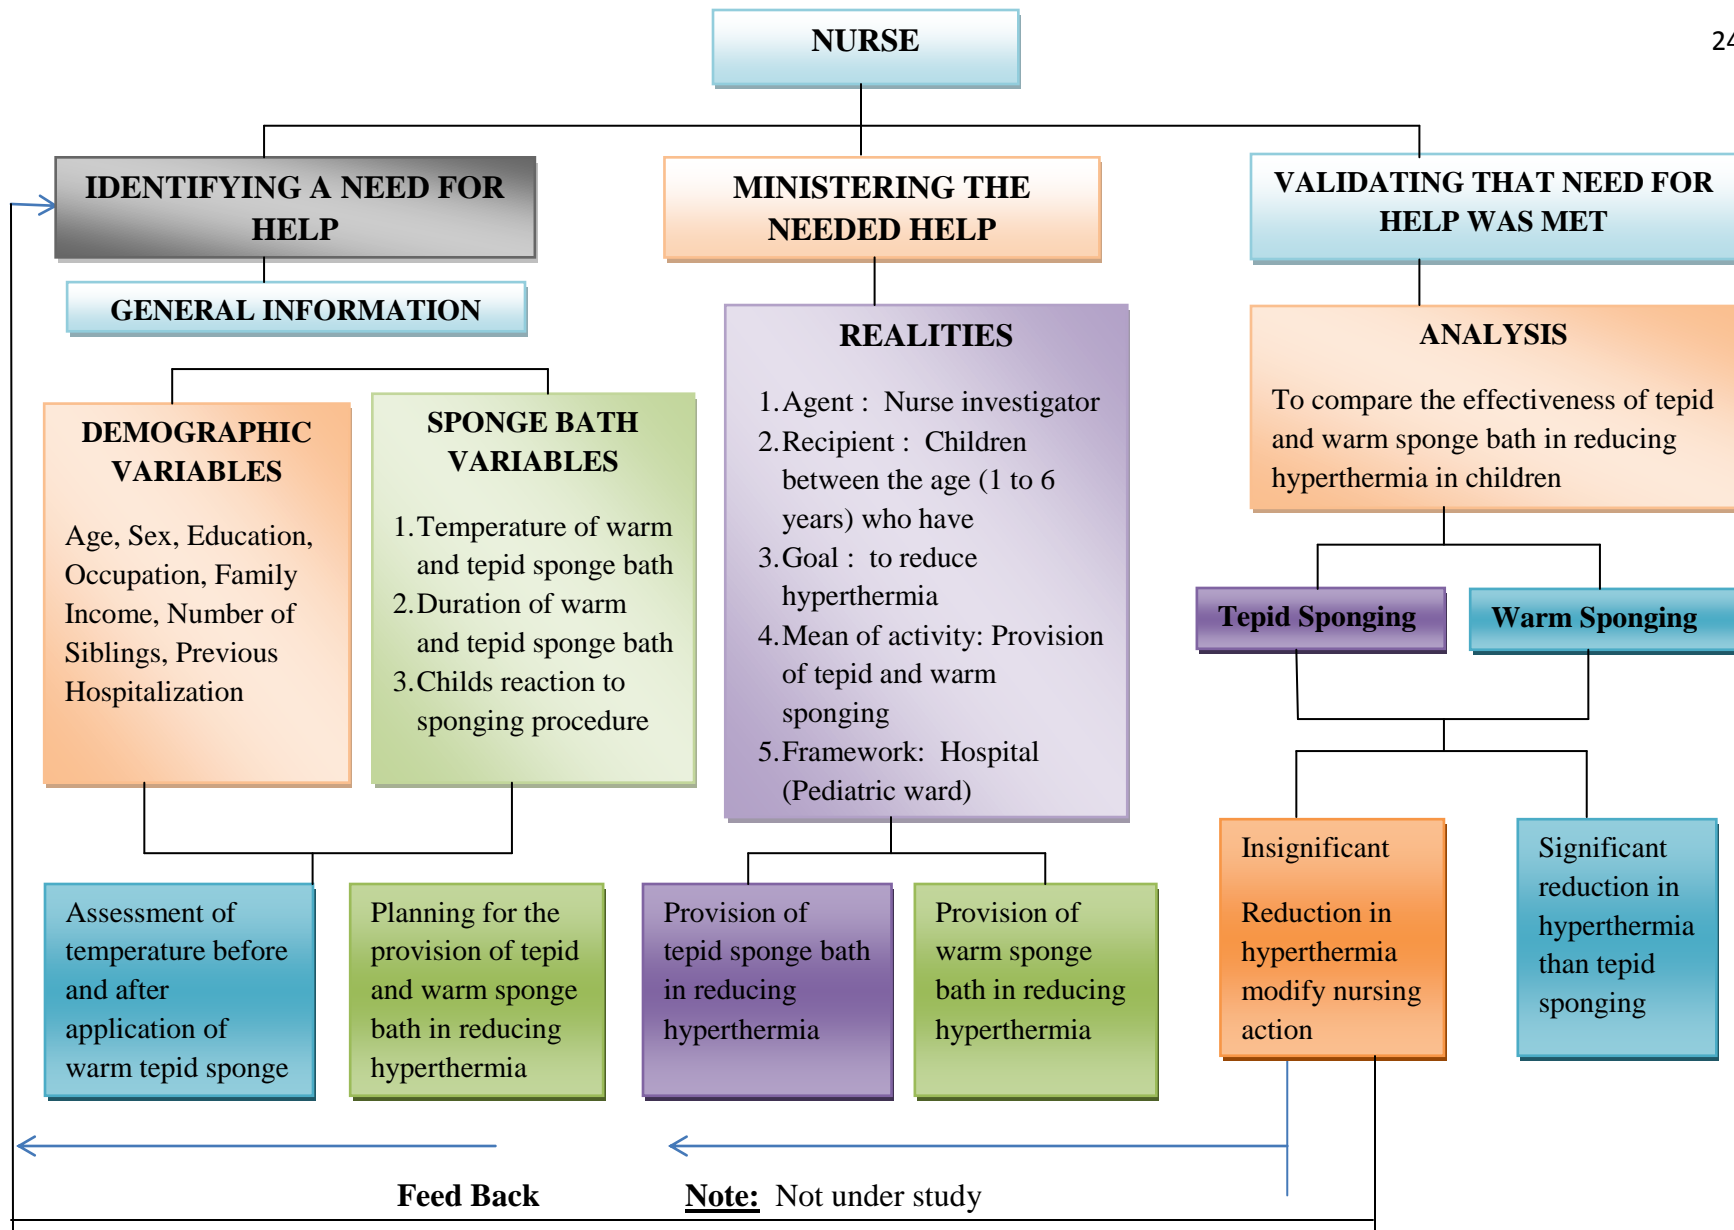 NURSE
24
IDENTIFYING A NEED FOR
HELP
MINISTERING THE
NEEDED HELP
VALIDATING THAT NEED FOR
HELP WAS MET
GENERAL INFORMATION
DEMOGRAPHIC
VARIABLES
Age, Sex, Education,
Occupation, Family
Income, Number of
Siblings, Previous
Hospitalization
SPONGE BATH
VARIABLES
1. Temperature of warm
and tepid sponge bath
2. Duration of warm
and tepid sponge bath
3. Childs reaction to
sponging procedure
REALITIES
1. Agent : Nurse investigator
2. Recipient : Children
between the age (1 to 6
years) who have
3. Goal : to reduce
hyperthermia
4. Mean of activity: Provision
of tepid and warm
sponging
5. Framework: Hospital
(Pediatric ward)
ANALYSIS
To compare the effectiveness of tepid
and warm sponge bath in reducing
hyperthermia in children
Tepid Sponging
Warm Sponging
Assessment of
temperature before
and after
application of
warm tepid sponge
Planning for the
provision of tepid
and warm sponge
bath in reducing
hyperthermia
Provision of
tepid sponge bath
in reducing
hyperthermia
Provision of
warm sponge
bath in reducing
hyperthermia
Insignificant
Reduction in
hyperthermia
modify nursing
action
Significant
reduction in
hyperthermia
than tepid
sponging
Feed Back
Note: Not under study